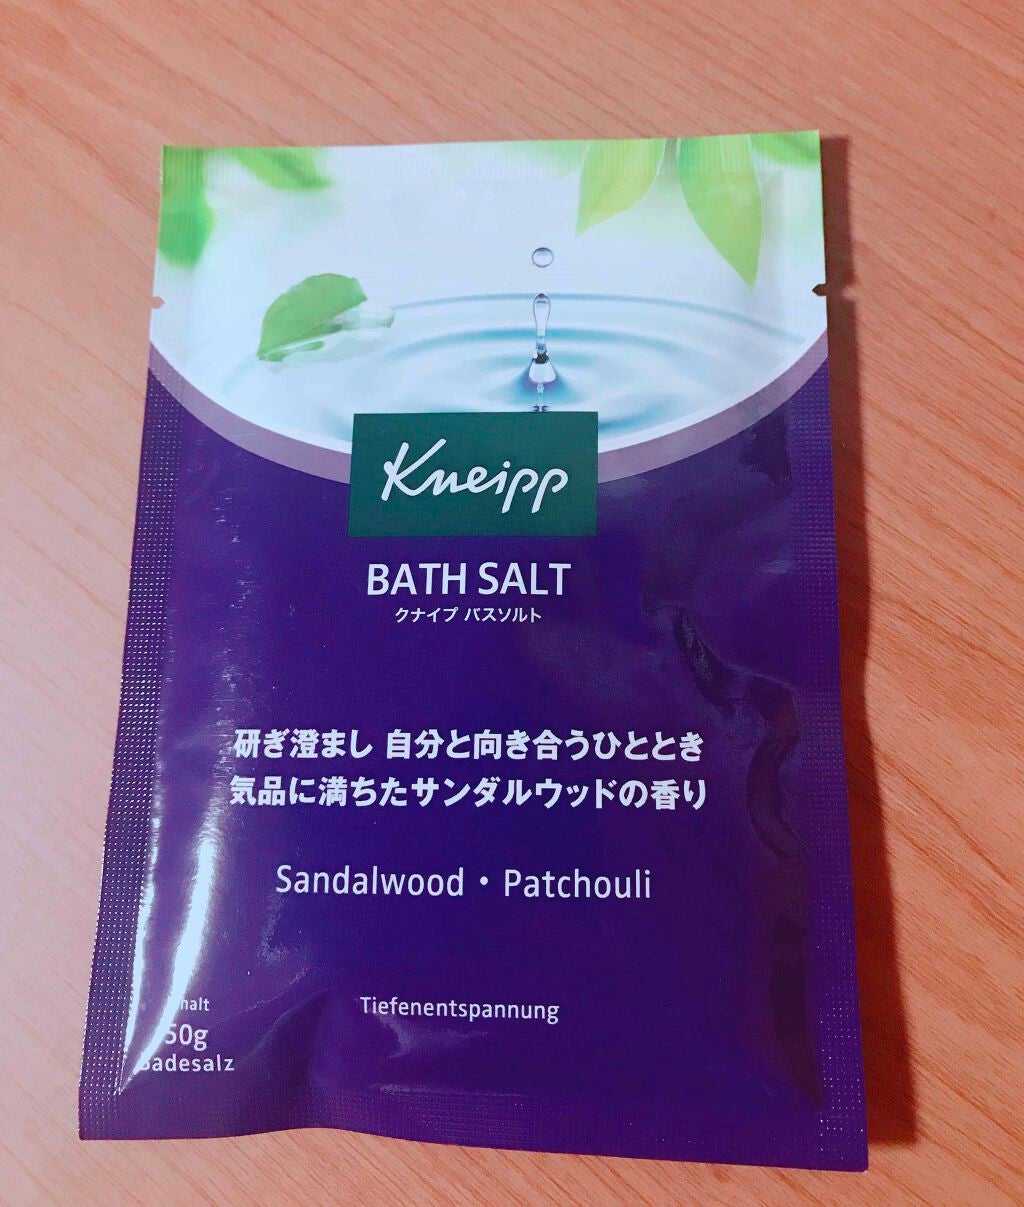 Kneipp
BATH SALT
クナイプ バスソルト
研ぎ澄まし 自分と向き合うひととき
気品に満ちたサンダルウッドの香り
Sandalwood・Patchouli
Tiefenentspannung
50g
Badesalz